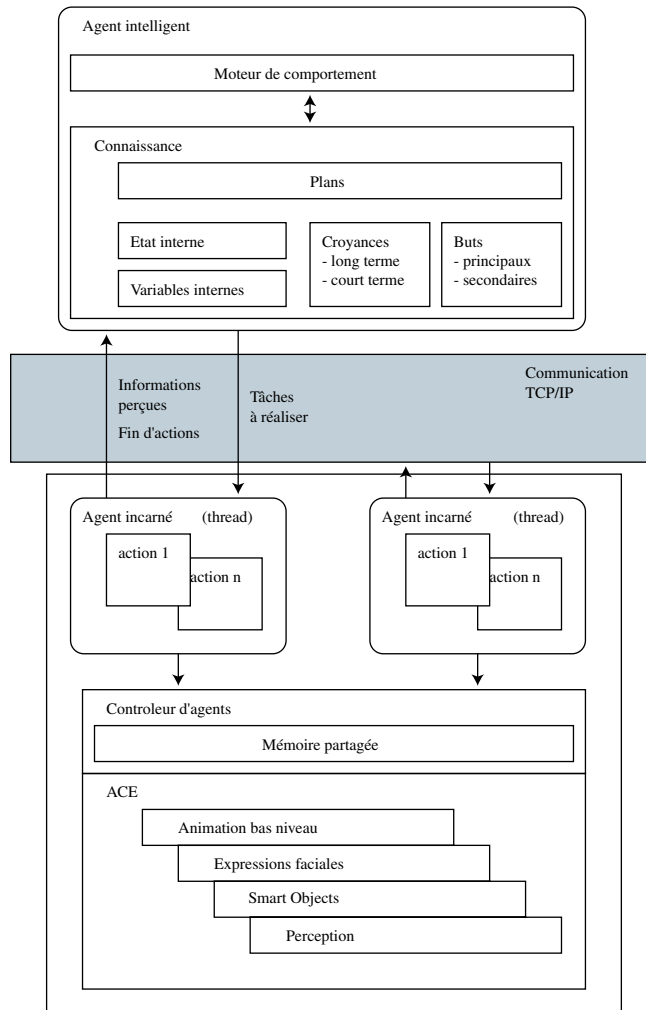 Agent intelligent
Moteur de comportement
Connaissance
Plans
Etat interne
Variables internes
Croyances
- long terme
- court terme
Buts
- principaux
- secondaires
Informations
perçues
Fin d'actions
Tâches
à réaliser
Communication
TCP/IP
Agent incarné (thread)
action 1
action n
Agent incarné (thread)
action 1
action n
Controleur d'agents
Mémoire partagée
ACE
Animation bas niveau
Expressions faciales
Smart Objects
Perception